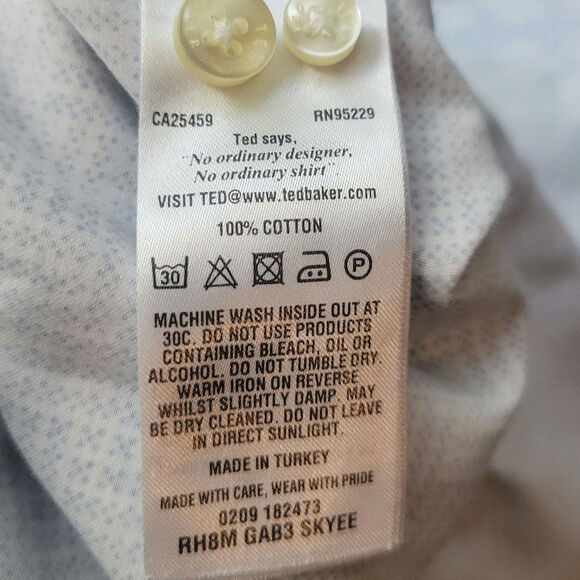 CA25459 RN95229
Ted says,
"No ordinary designer,
No ordinary shirt".
VISIT TED@www.tedbaker.com
100% COTTON
30 P
MACHINE WASH INSIDE OUT AT
30C. DO NOT USE PRODUCTS
CONTAINING BLEACH, OIL OR
ALCOHOL. DO NOT TUMBLE DRY.
WARM IRON ON REVERSE
WHILST SLIGHTLY DAMP. MAY
BE DRY CLEANED. DO NOT LEAVE
IN DIRECT SUNLIGHT.
MADE IN TURKEY
MADE WITH CARE, WEAR WITH PRIDE
0209 182473
RH8M GAB3 SKYEE